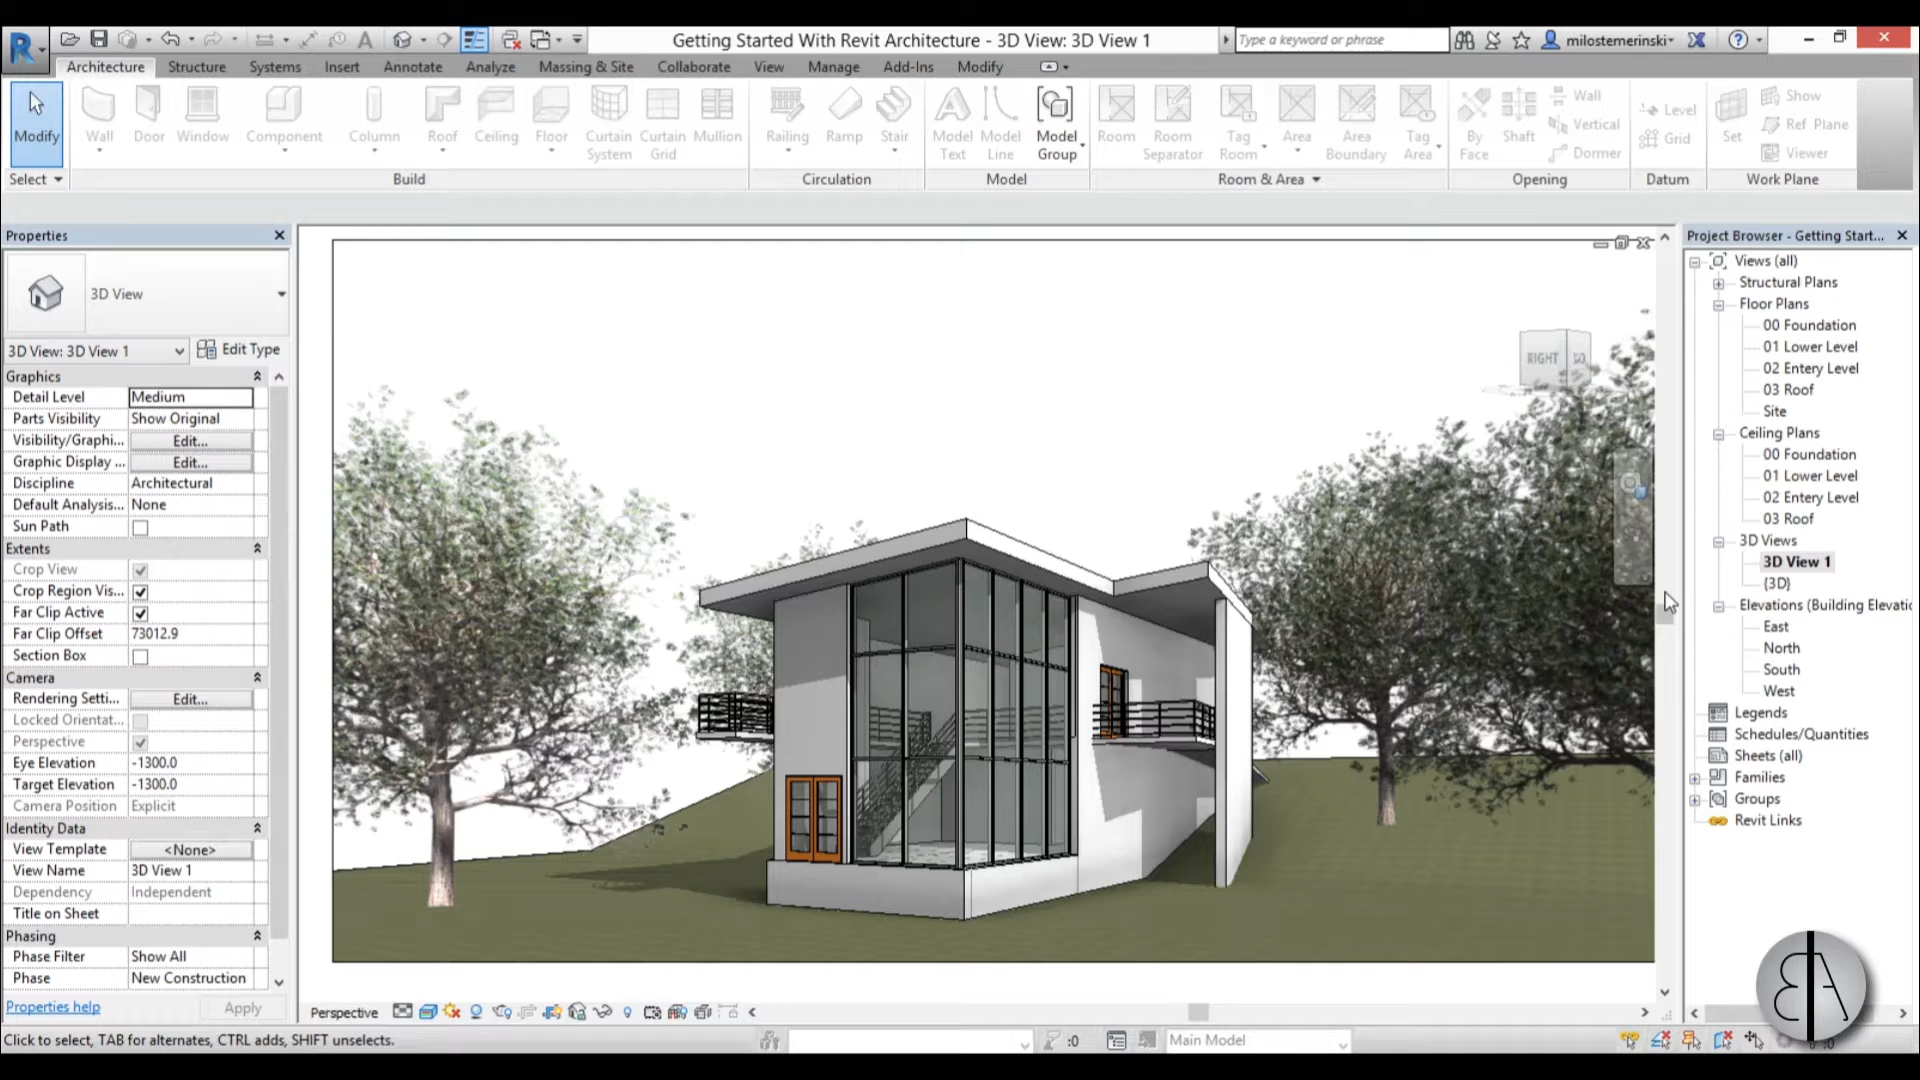 Getting Started With Revit Architecture - 3D View: 3D View 1
Type a keyword or phrase
milostemerinski
Architecture Structure Systems Insert Annotate Analyze Massing & Site Collaborate View Manage Add-Ins Modify
Modify
Wall Door Window Component Column Roof Ceiling Floor Curtain System Curtain Grid Mullion
Railing Ramp Stair
Model Text Model Line Model Group
Room Room Separator Tag Room Area Area Boundary Tag Area
By Face Shaft Wall Vertical Dormer
Level Grid
Set Show Ref Plane Viewer
Select Build Circulation Model Room & Area Opening Datum Work Plane
Properties
3D View
3D View: 3D View 1 Edit Type
Graphics
Detail Level Medium
Parts Visibility Show Original
Visibility/Graphi... Edit...
Graphic Display ... Edit...
Discipline Architectural
Default Analysis... None
Sun Path
Extents
Crop View
Crop Region Vis...
Far Clip Active
Far Clip Offset 73012.9
Section Box
Camera
Rendering Setti... Edit...
Locked Orientat...
Perspective
Eye Elevation -1300.0
Target Elevation -1300.0
Camera Position Explicit
Identity Data
View Template <None>
View Name 3D View 1
Dependency Independent
Title on Sheet
Phasing
Phase Filter Show All
Phase New Construction
Properties help Apply
RIGHT
Perspective
Project Browser - Getting Start...
Views (all)
Structural Plans
Floor Plans
00 Foundation
01 Lower Level
02 Entery Level
03 Roof
Site
Ceiling Plans
00 Foundation
01 Lower Level
02 Entery Level
03 Roof
3D Views
3D View 1
{3D}
Elevations (Building Elevatic
East
North
South
West
Legends
Schedules/Quantities
Sheets (all)
Families
Groups
Revit Links
Click to select, TAB for alternates, CTRL adds, SHIFT unselects.
:0
Main Model
:0